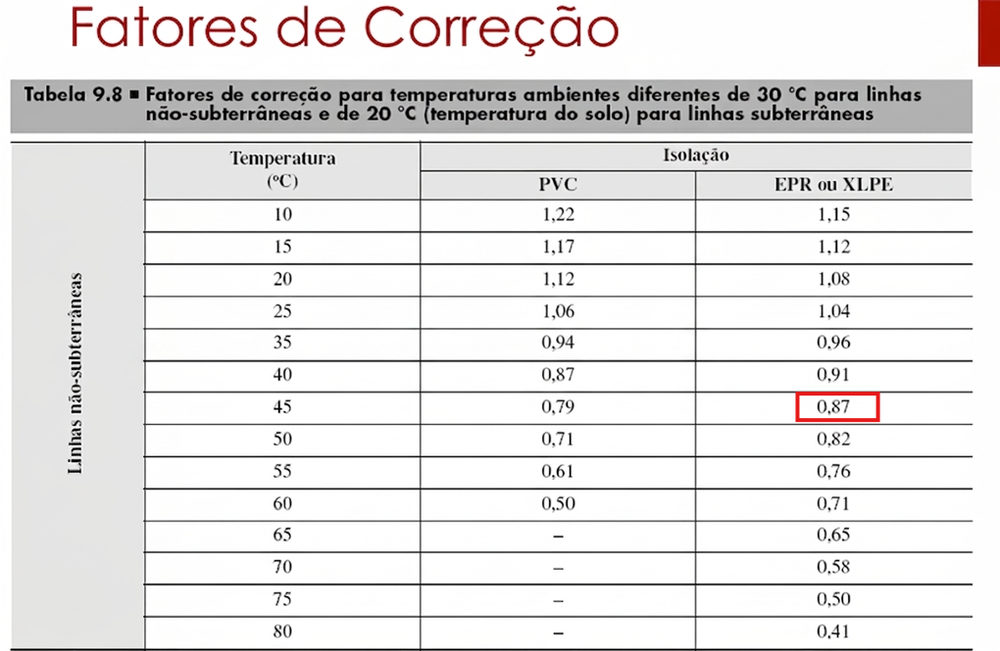 Fatores de Correção
Tabela 9.8 ■ Fatores de correção para temperaturas ambientes diferentes de 30 °C para linhas
não-subterrâneas e de 20 °C (temperatura do solo) para linhas subterrâneas
Linhas não-subterrâneas
Temperatura
(°C)
Isolação
PVC EPR ou XLPE
10 1,22 1,15
15 1,17 1,12
20 1,12 1,08
25 1,06 1,04
35 0,94 0,96
40 0,87 0,91
45 0,79 0,87
50 0,71 0,82
55 0,61 0,76
60 0,50 0,71
65 – 0,65
70 – 0,58
75 – 0,50
80 – 0,41